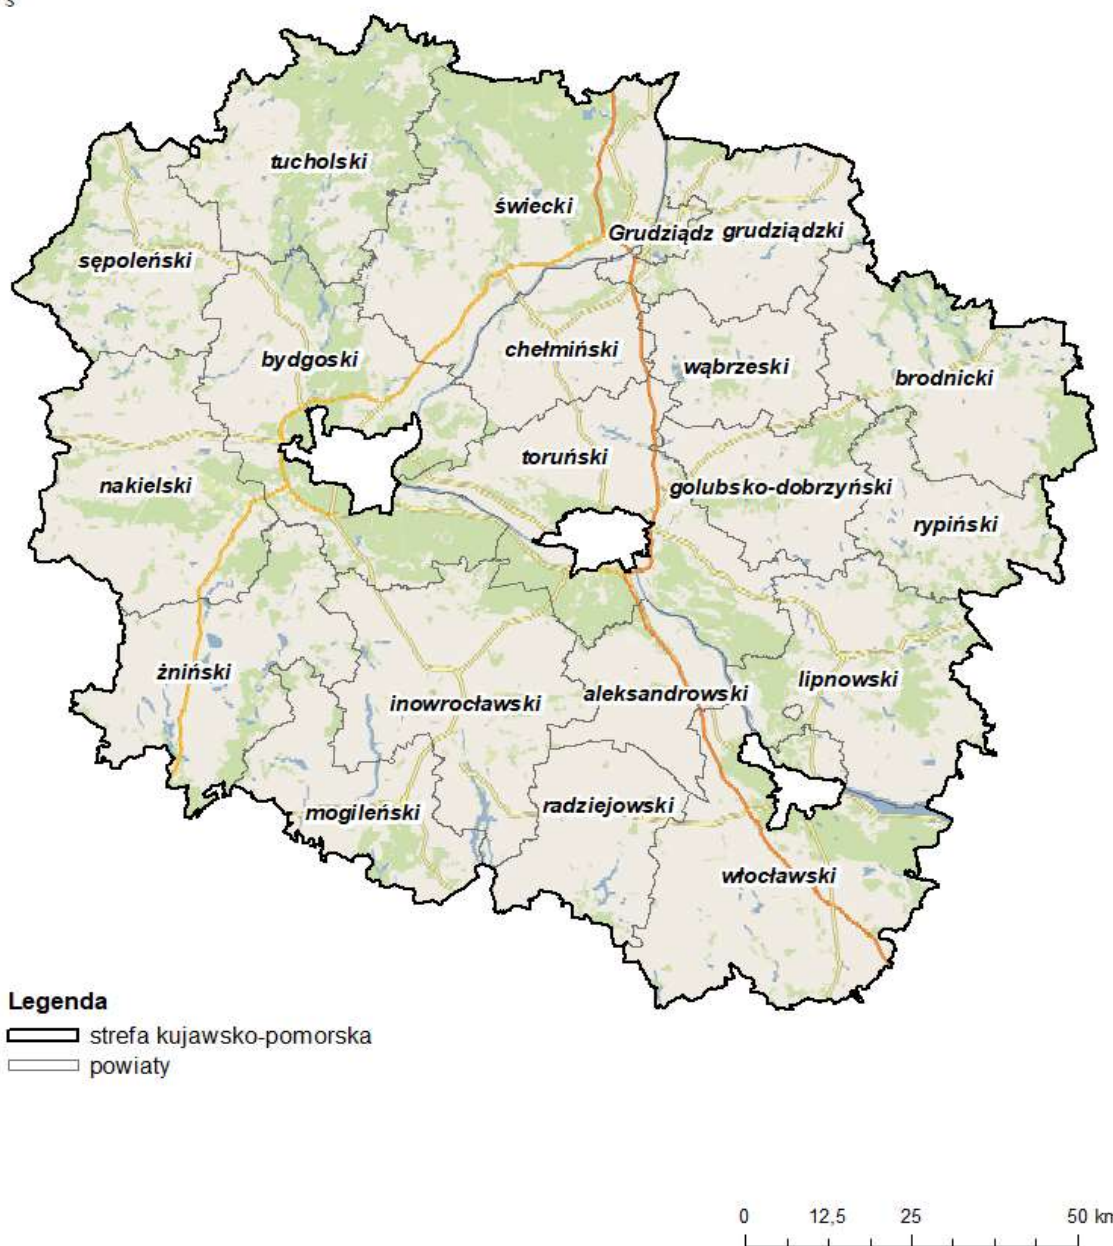 s
tucholski
świecki
Grudziądz grudziądzki
sępoleński
bydgoski
chełmiński
wąbrzeski
brodnicki
nakielski
toruński
golubsko-dobrzyński
rypiński
żniński
inowrocławski
aleksandrowski
lipnowski
mogileński
radziejowski
włocławski
Legenda
strefa kujawsko-pomorska
powiaty
0 12,5 25 50 km